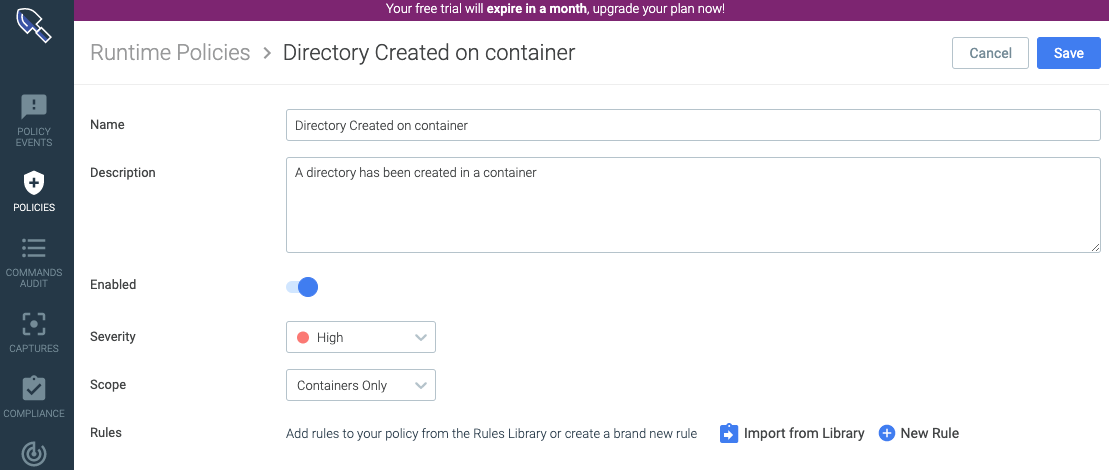 Your free trial will expire in a month, upgrade your plan now!
Runtime Policies > Directory Created on container
Cancel
Save
POLICY
EVENTS
POLICIES
COMMANDS
AUDIT
CAPTURES
COMPLIANCE
Name
Directory Created on container
Description
A directory has been created in a container
Enabled
Severity
High
Scope
Containers Only
Rules
Add rules to your policy from the Rules Library or create a brand new rule
Import from Library
New Rule